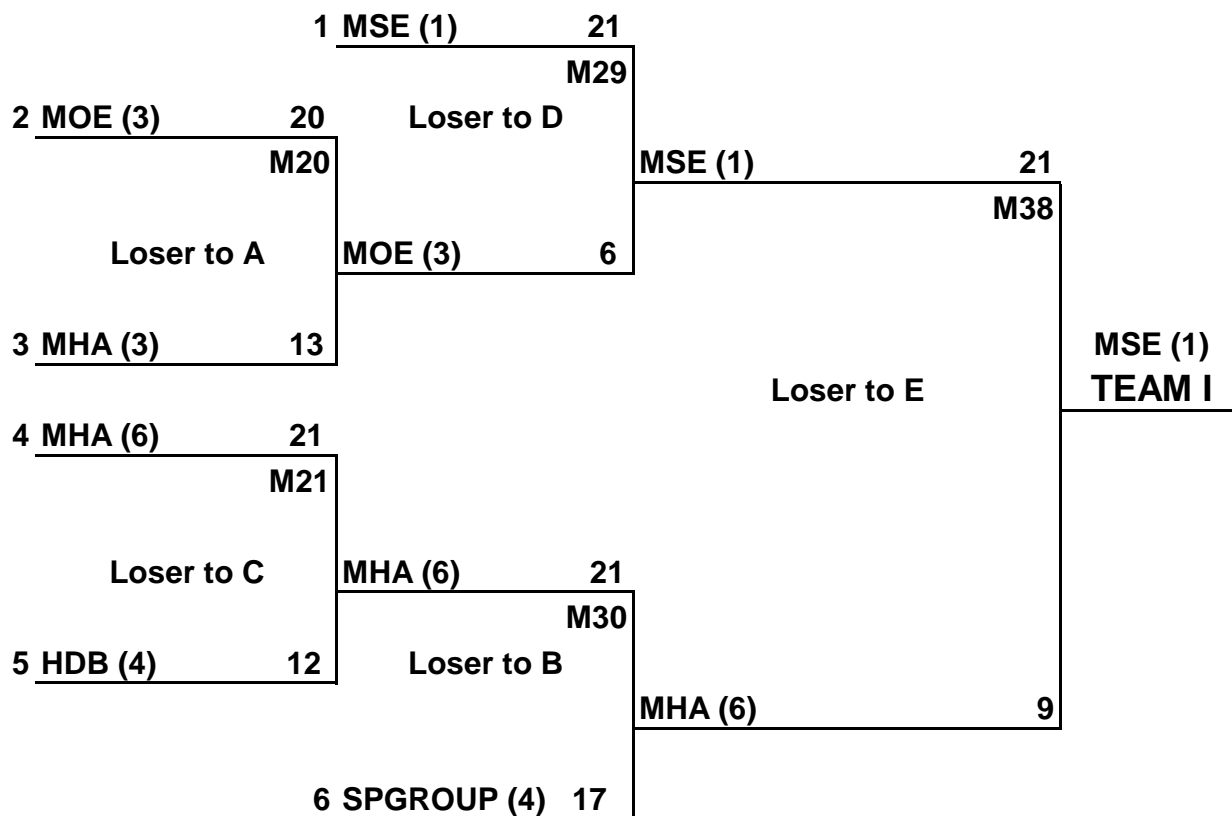 1 MSE (1) 21
M29
2 MOE (3) 20 Loser to D
M20 MSE (1) 21
M38
Loser to A MOE (3) 6
3 MHA (3) 13 MSE (1)
Loser to E TEAM I
4 MHA (6) 21
M21
Loser to C MHA (6) 21
M30
5 HDB (4) 12 Loser to B
MHA (6) 9
6 SPGROUP (4) 17